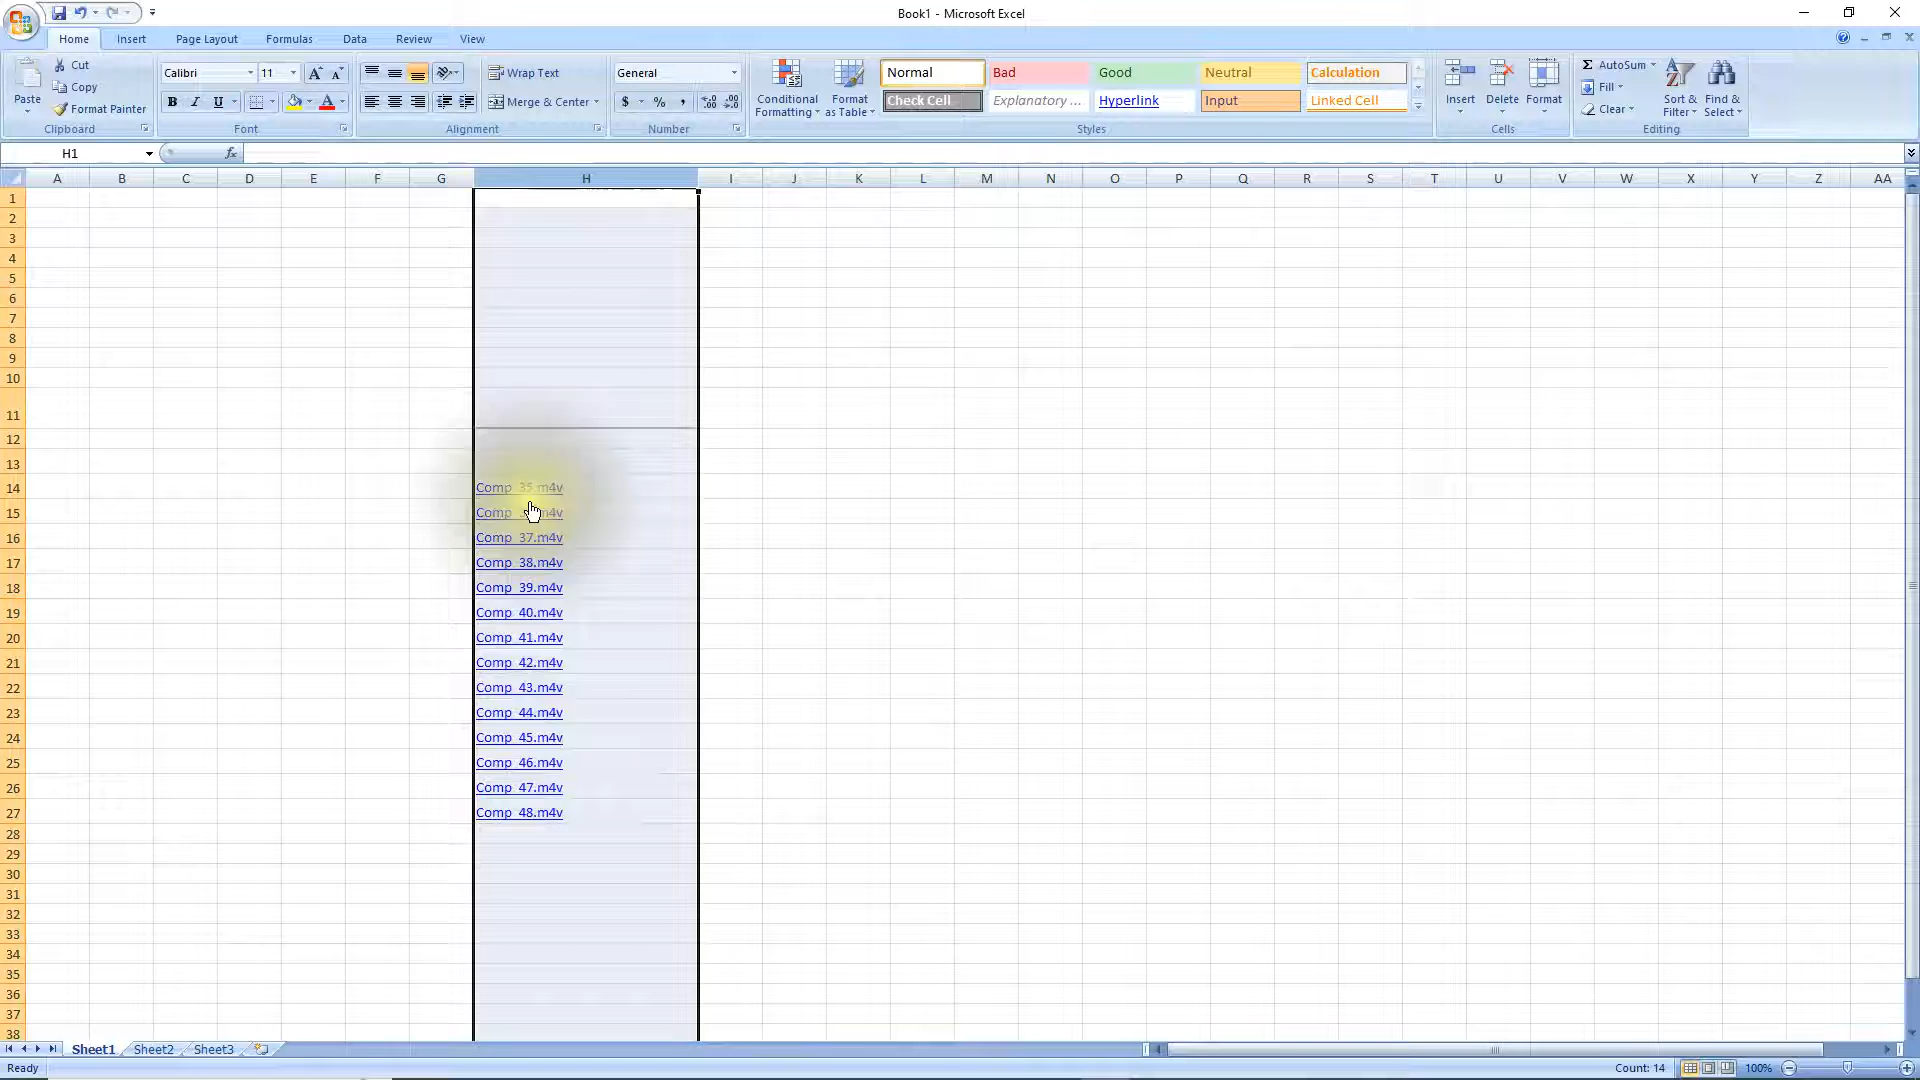 Book1 - Microsoft Excel
Home Insert Page Layout Formulas Data Review View
Paste
Cut
Copy
Format Painter
Clipboard
Calibri 11
B I U
Font
Wrap Text
Merge & Center
Alignment
General
$ % ,
Number
Conditional Formatting
Format as Table
Normal Bad Good Neutral Calculation
Check Cell Explanatory ... Hyperlink Input Linked Cell
Styles
Insert Delete Format
Cells
Σ AutoSum
Fill
Clear
Sort & Filter
Find & Select
Editing
H1 fx
A B C D E F G H I J K L M N O P Q R S T U V W X Y Z AA
1
2
3
4
5
6
7
8
9
10
11
12
13
14 Comp 35.m4v
15 Comp m4v
16 Comp 37.m4v
17 Comp 38.m4v
18 Comp 39.m4v
19 Comp 40.m4v
20 Comp 41.m4v
21 Comp 42.m4v
22 Comp 43.m4v
23 Comp 44.m4v
24 Comp 45.m4v
25 Comp 46.m4v
26 Comp 47.m4v
27 Comp 48.m4v
28
29
30
31
32
33
34
35
36
37
38
Sheet1 Sheet2 Sheet3
Ready Count: 14 100%